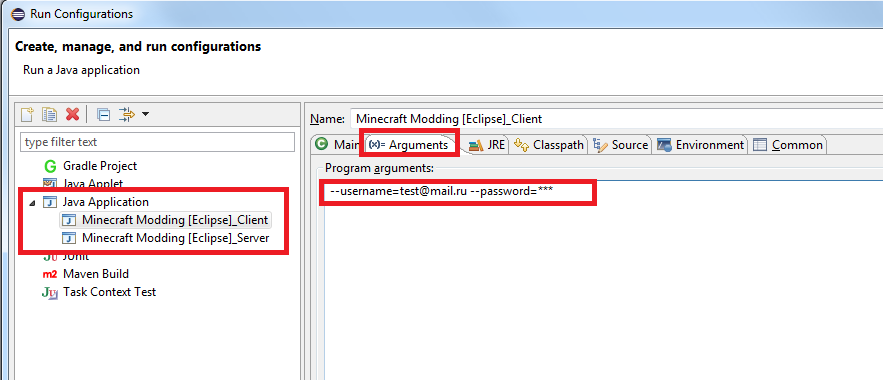 Run Configurations
Create, manage, and run configurations
Run a Java application
type filter text
Gradle Project
Java Applet
Java Application
Minecraft Modding [Eclipse]_Client
Minecraft Modding [Eclipse]_Server
JUnit
Maven Build
Task Context Test
Name: Minecraft Modding [Eclipse]_Client
Main (x)= Arguments JRE Classpath Source Environment Common
Program arguments:
--username=test@mail.ru --password=***